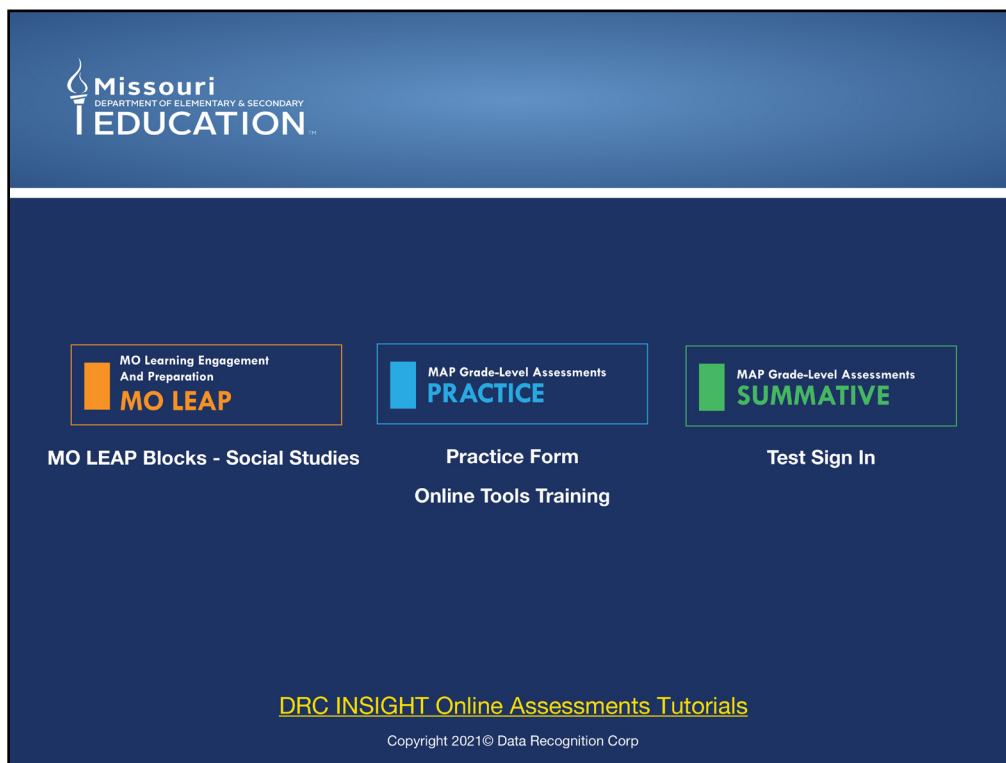 Missouri
DEPARTMENT OF ELEMENTARY & SECONDARY
EDUCATION TM
MO Learning Engagement
And Preparation
MO LEAP
MO LEAP Blocks - Social Studies
MAP Grade-Level Assessments
PRACTICE
Practice Form
Online Tools Training
MAP Grade-Level Assessments
SUMMATIVE
Test Sign In
DRC INSIGHT Online Assessments Tutorials
Copyright 2021© Data Recognition Corp